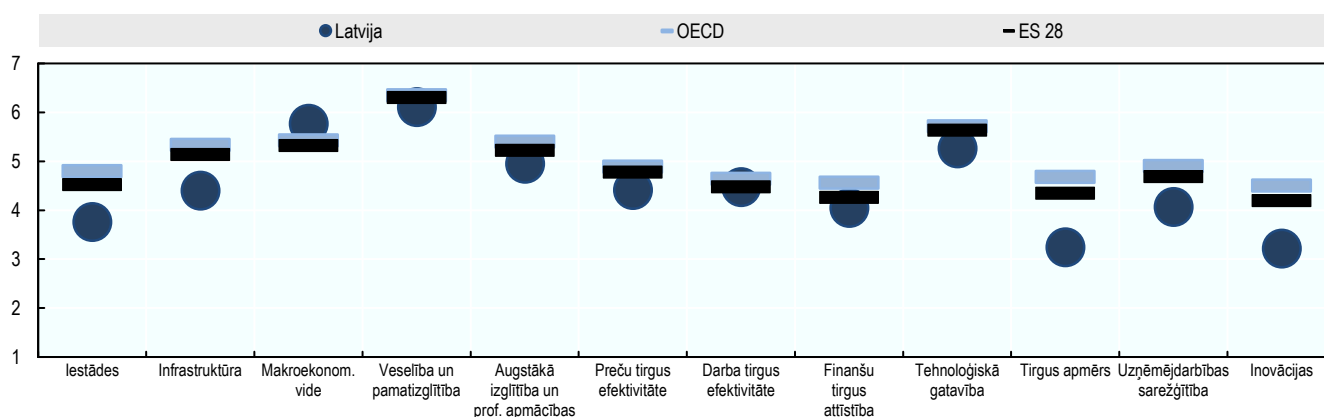 Latvija OECD ES 28
7
6
5
4
3
2
1
Iestādes
Infrastruktūra
Makroekonom.
vide
Veselība un
pamatizglītība
Augstākā
izglītība un
prof. apmācības
Preču tirgus
efektivitāte
Darba tirgus
efektivitāte
Finanšu
tirgus
attīstība
Tehnoloģiskā
gatavība
Tirgus apmērs
Uzņēmējdarbības
sarežģītība
Inovācijas